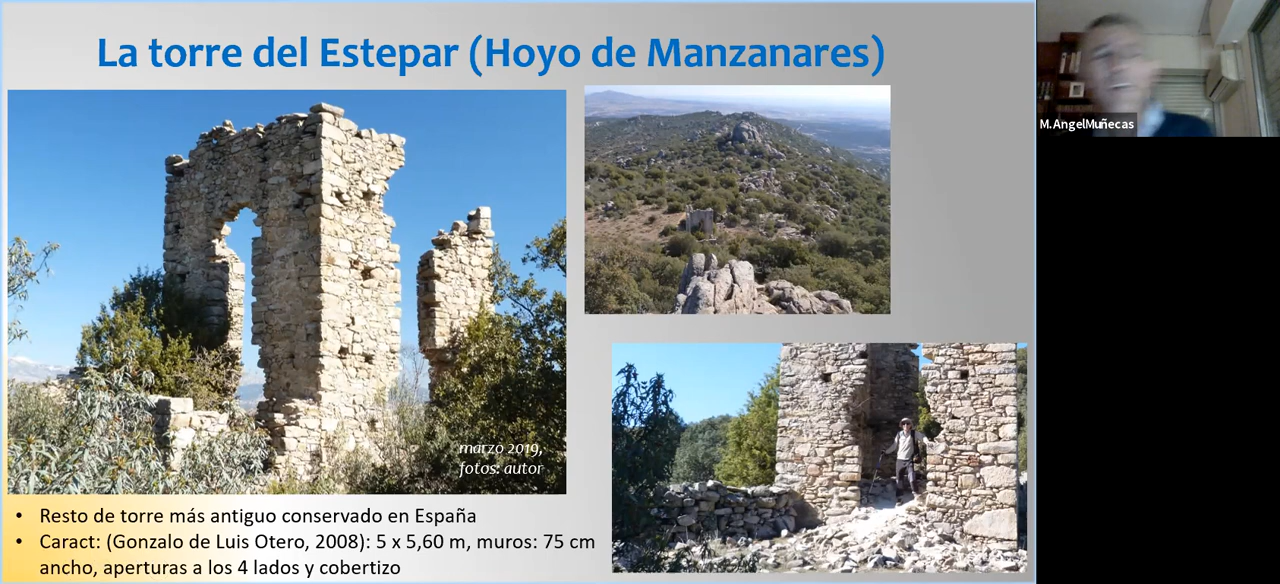 La torre del Estepar (Hoyo de Manzanares)
M.AngelMuñecas
marzo 2019,
fotos: autor
• Resto de torre más antiguo conservado en España
• Caract: (Gonzalo de Luis Otero, 2008): 5 x 5,60 m, muros: 75 cm
ancho, aperturas a los 4 lados y cobertizo